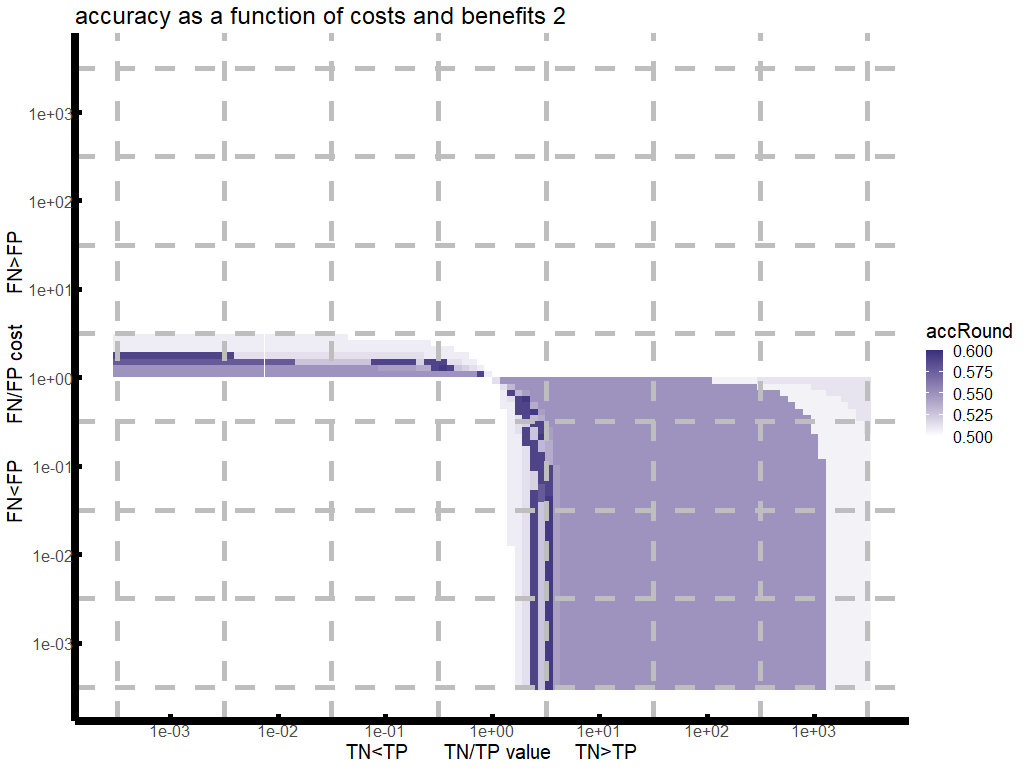 accuracy as a function of costs and benefits 2
FN<FP FN/FP cost FN>FP
1e+03
1e+02
1e+01
1e+00
1e-01
1e-02
1e-03
1e-03 1e-02 1e-01 1e+00 1e+01 1e+02 1e+03
TN<TP TN/TP value TN>TP
accRound
0.600
0.575
0.550
0.525
0.500